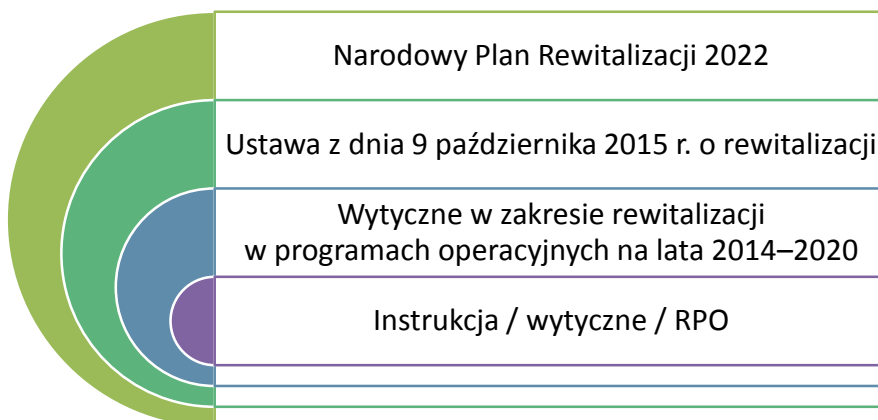 Narodowy Plan Rewitalizacji 2022
Ustawa z dnia 9 października 2015 r. o rewitalizacji
Wytyczne w zakresie rewitalizacji
w programach operacyjnych na lata 2014–2020
Instrukcja / wytyczne / RPO